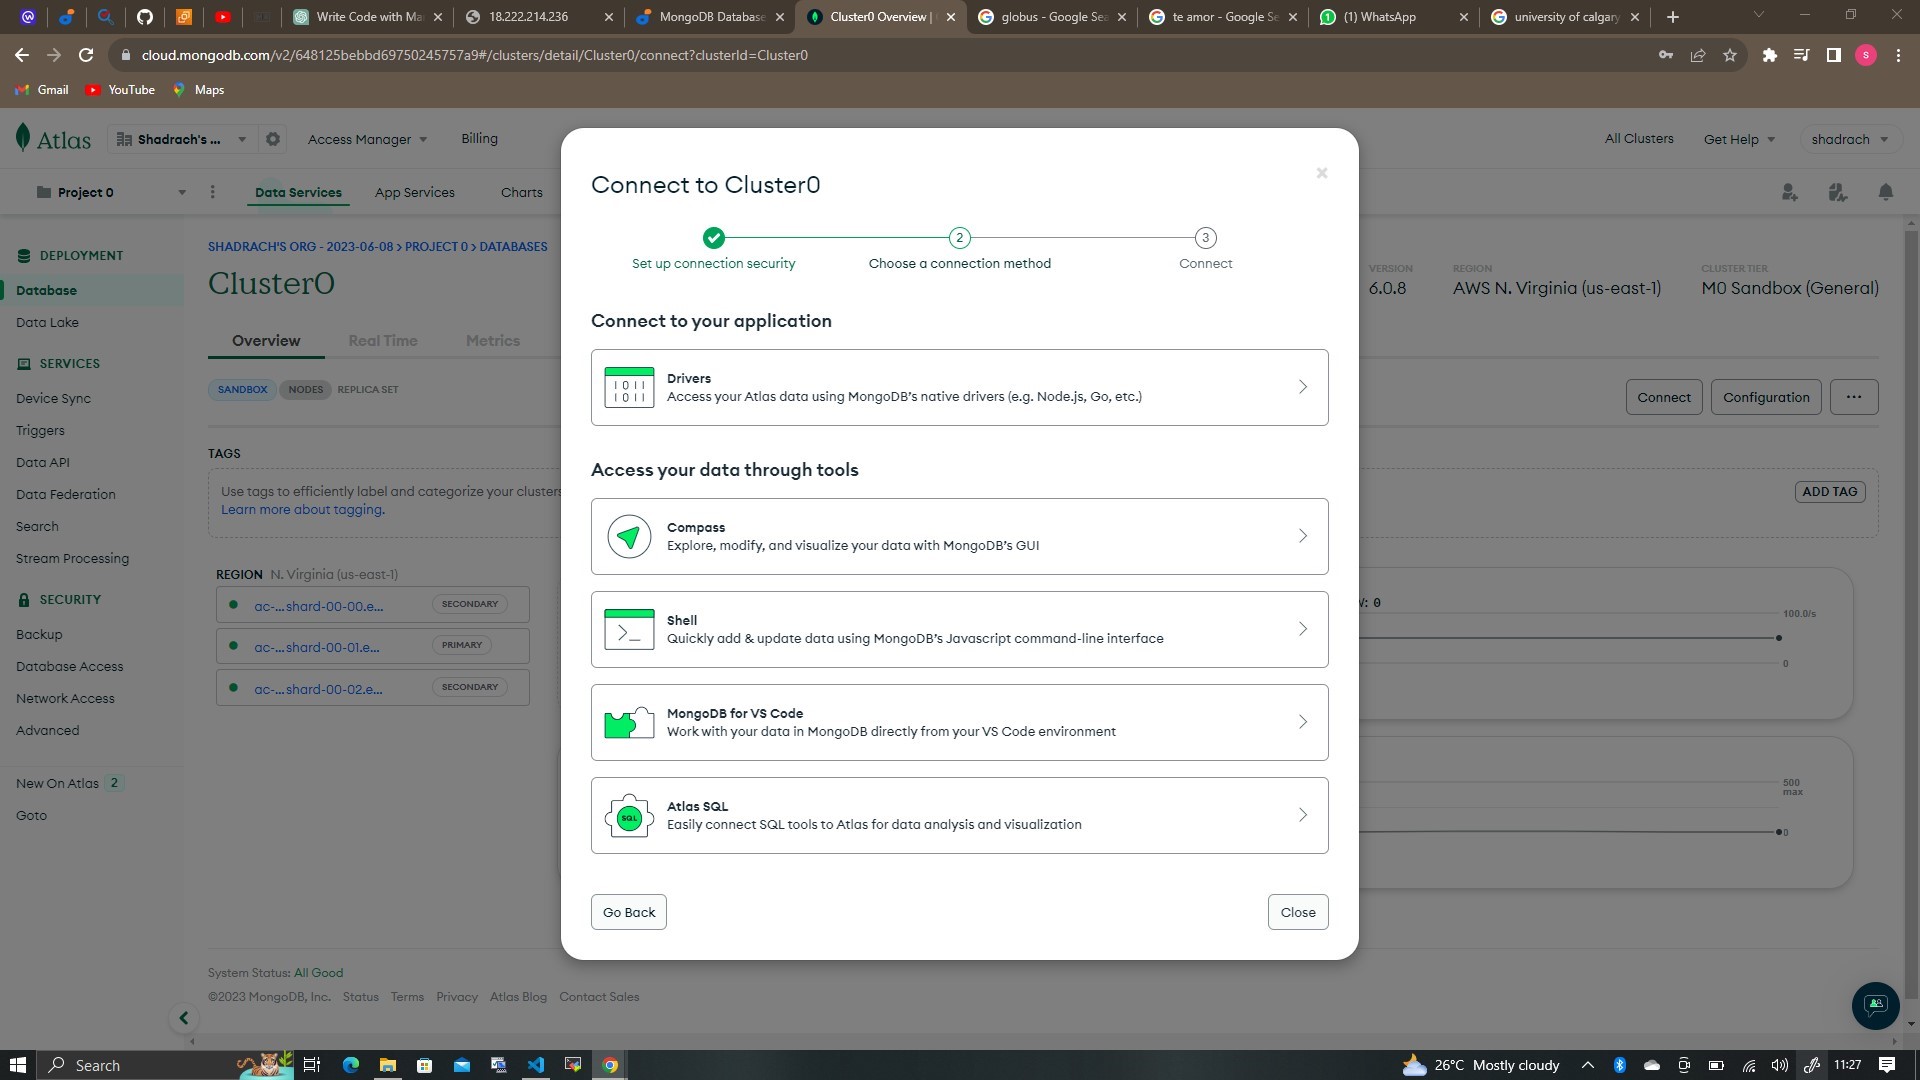 Write Code with Ma
18.222.214.236
MongoDB Database
Cluster0 Overview |
globus - Google Sea
te amor - Google Se
(1) WhatsApp
university of calgary
cloud.mongodb.com/v2/648125bebbd69750245757a9#/clusters/detail/Cluster0/connect?clusterId=Cluster0
S
Gmail
YouTube
Maps
Atlas
Shadrach's ...
Access Manager
Billing
All Clusters
Get Help
shadrach
Project 0
Data Services
App Services
Charts
DEPLOYMENT
Database
Data Lake
SERVICES
Device Sync
Triggers
Data API
Data Federation
Search
Stream Processing
SECURITY
Backup
Database Access
Network Access
Advanced
New On Atlas 2
Goto
SHADRACH'S ORG - 2023-06-08 > PROJECT 0 > DATABASES
Cluster0
VERSION
6.0.8
REGION
AWS N. Virginia (us-east-1)
CLUSTER TIER
M0 Sandbox (General)
Overview
Real Time
Metrics
SANDBOX
NODES
REPLICA SET
Connect
Configuration
...
TAGS
Use tags to efficiently label and categorize your clusters
Learn more about tagging.
ADD TAG
REGION N. Virginia (us-east-1)
ac-...shard-00-00.e...
SECONDARY
ac-...shard-00-01.e...
PRIMARY
ac-...shard-00-02.e...
SECONDARY
: 0
100.0/s
0
500
max
0
Connect to Cluster0
2
3
Set up connection security
Choose a connection method
Connect
Connect to your application
1011
1011
Drivers
Access your Atlas data using MongoDB's native drivers (e.g. Node.js, Go, etc.)
Access your data through tools
Compass
Explore, modify, and visualize your data with MongoDB's GUI
>_
Shell
Quickly add & update data using MongoDB's Javascript command-line interface
MongoDB for VS Code
Work with your data in MongoDB directly from your VS Code environment
SQL
Atlas SQL
Easily connect SQL tools to Atlas for data analysis and visualization
Go Back
Close
System Status: All Good
©2023 MongoDB, Inc.
Status
Terms
Privacy
Atlas Blog
Contact Sales
Search
26°C
Mostly cloudy
11:27